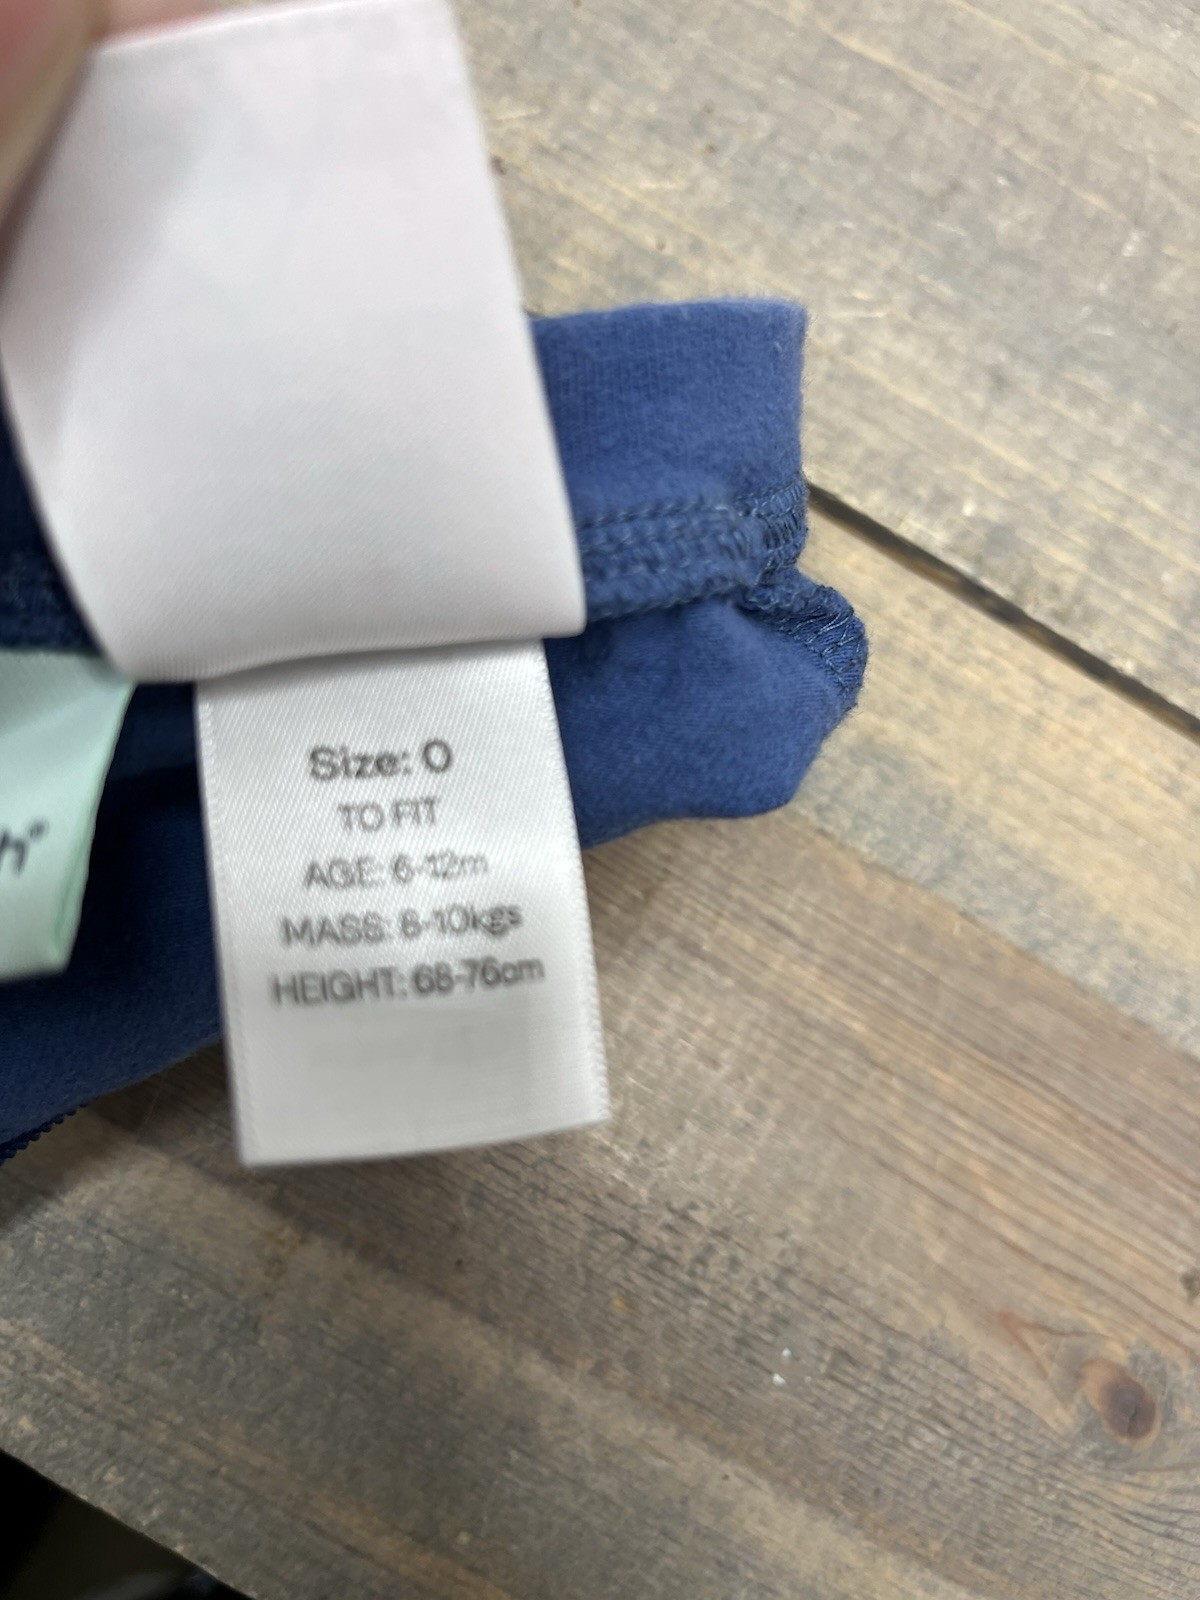 Size: 0
TO FIT
AGE: 6-12m
MASS: 8-10kgs
HEIGHT: 68-76cm
h"